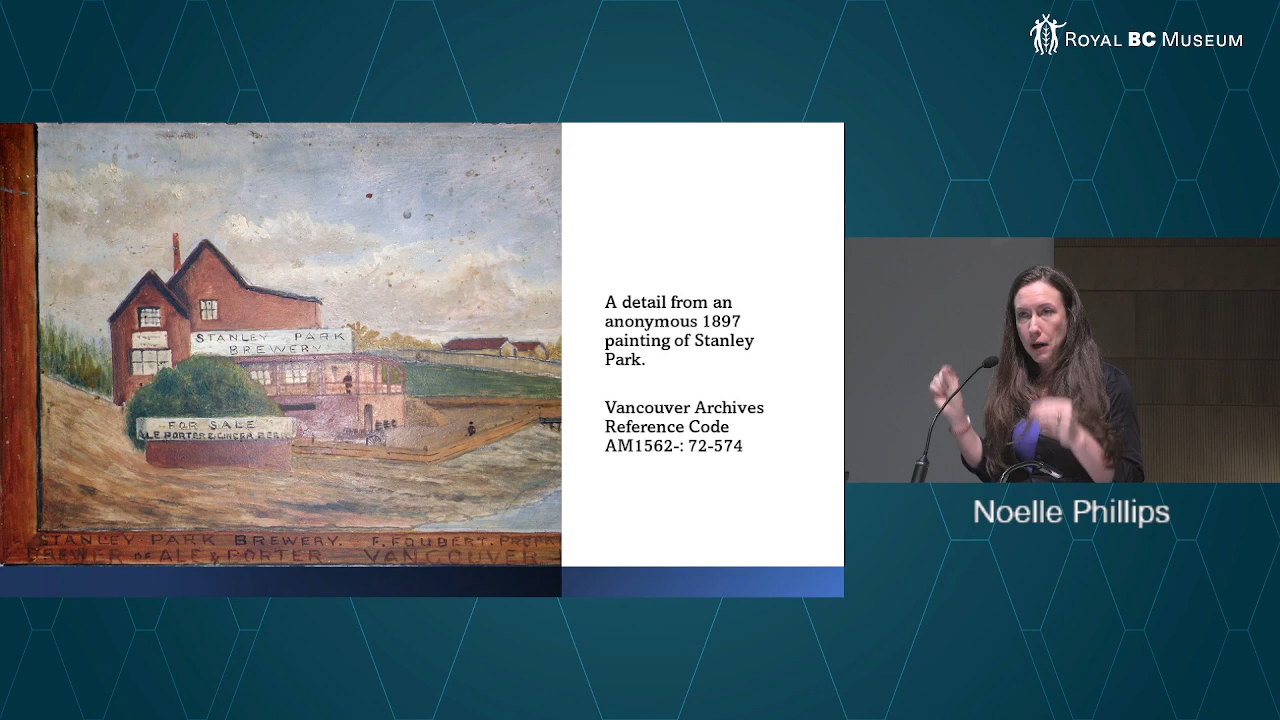 ROYAL BC MUSEUM
STANLEY PARK
BREWERY
FOR SALE
ALE PORTER & GINGER BEER
STANLEY PARK BREWERY. F. FOUBERT. PROP
BREWER OF ALE & PORTER VANCOUVER
A detail from an
anonymous 1897
painting of Stanley
Park.
Vancouver Archives
Reference Code
AM1562-: 72-574
Noelle Phillips